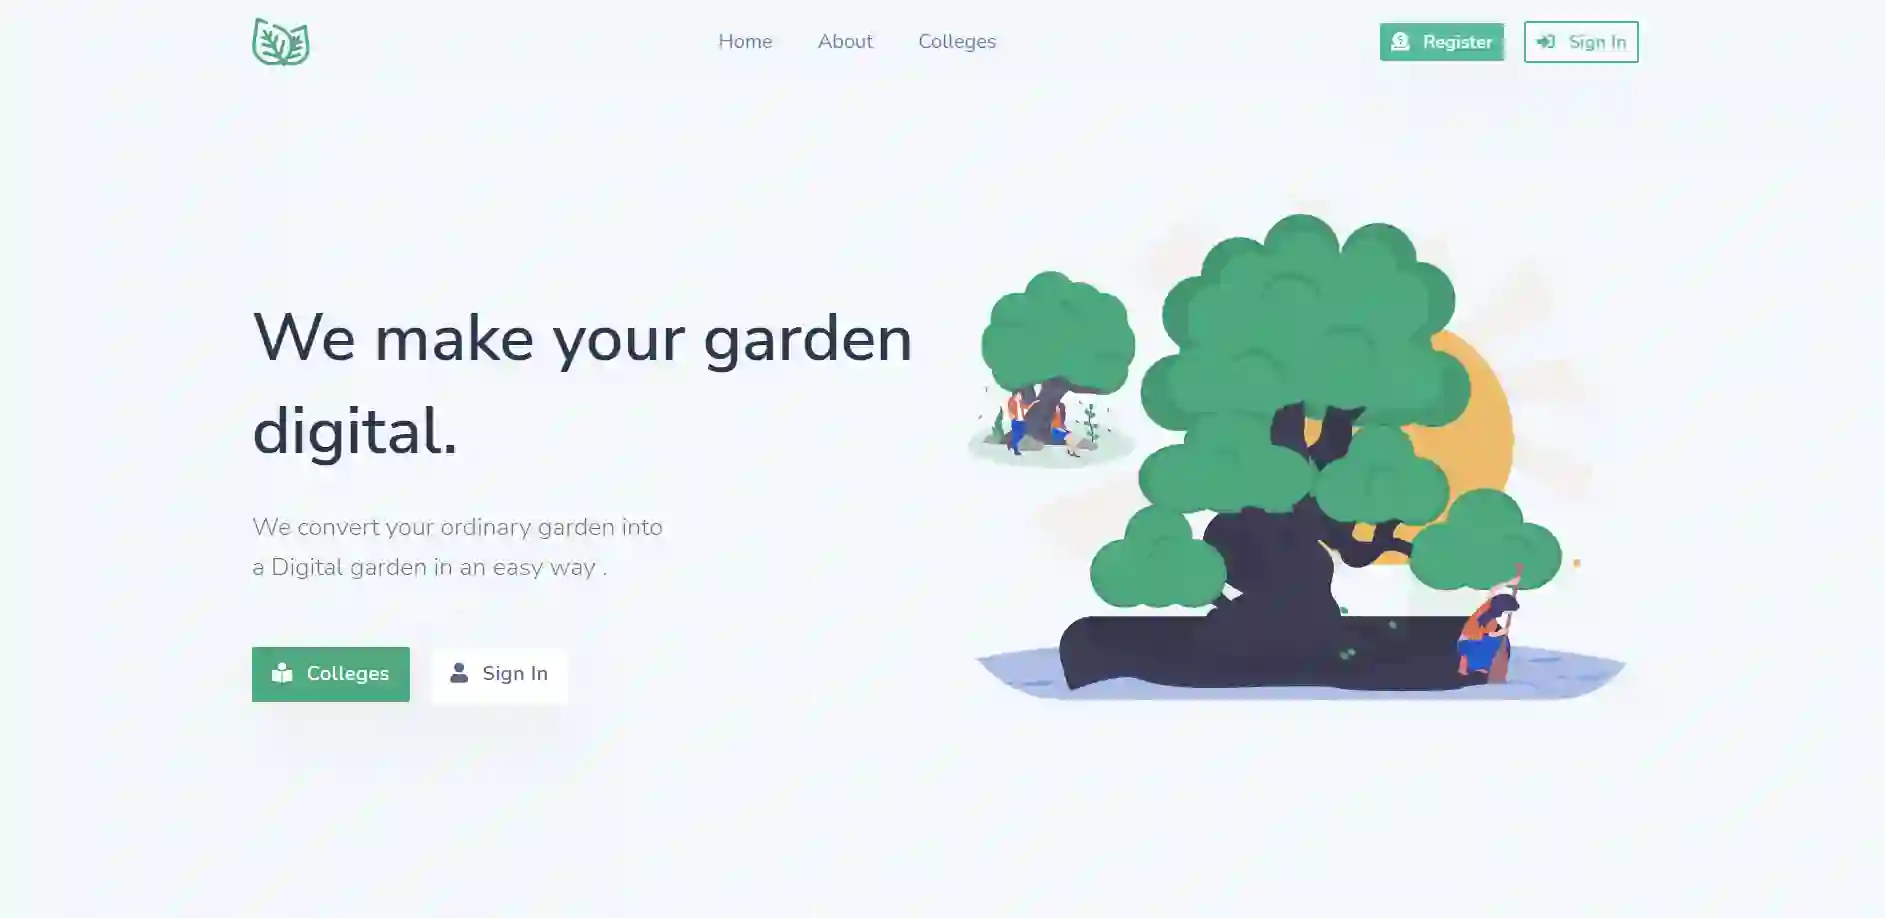 Home
About
Colleges
Register
Sign In
We make your garden
digital.
We convert your ordinary garden into
a Digital garden in an easy way .
Colleges
Sign In